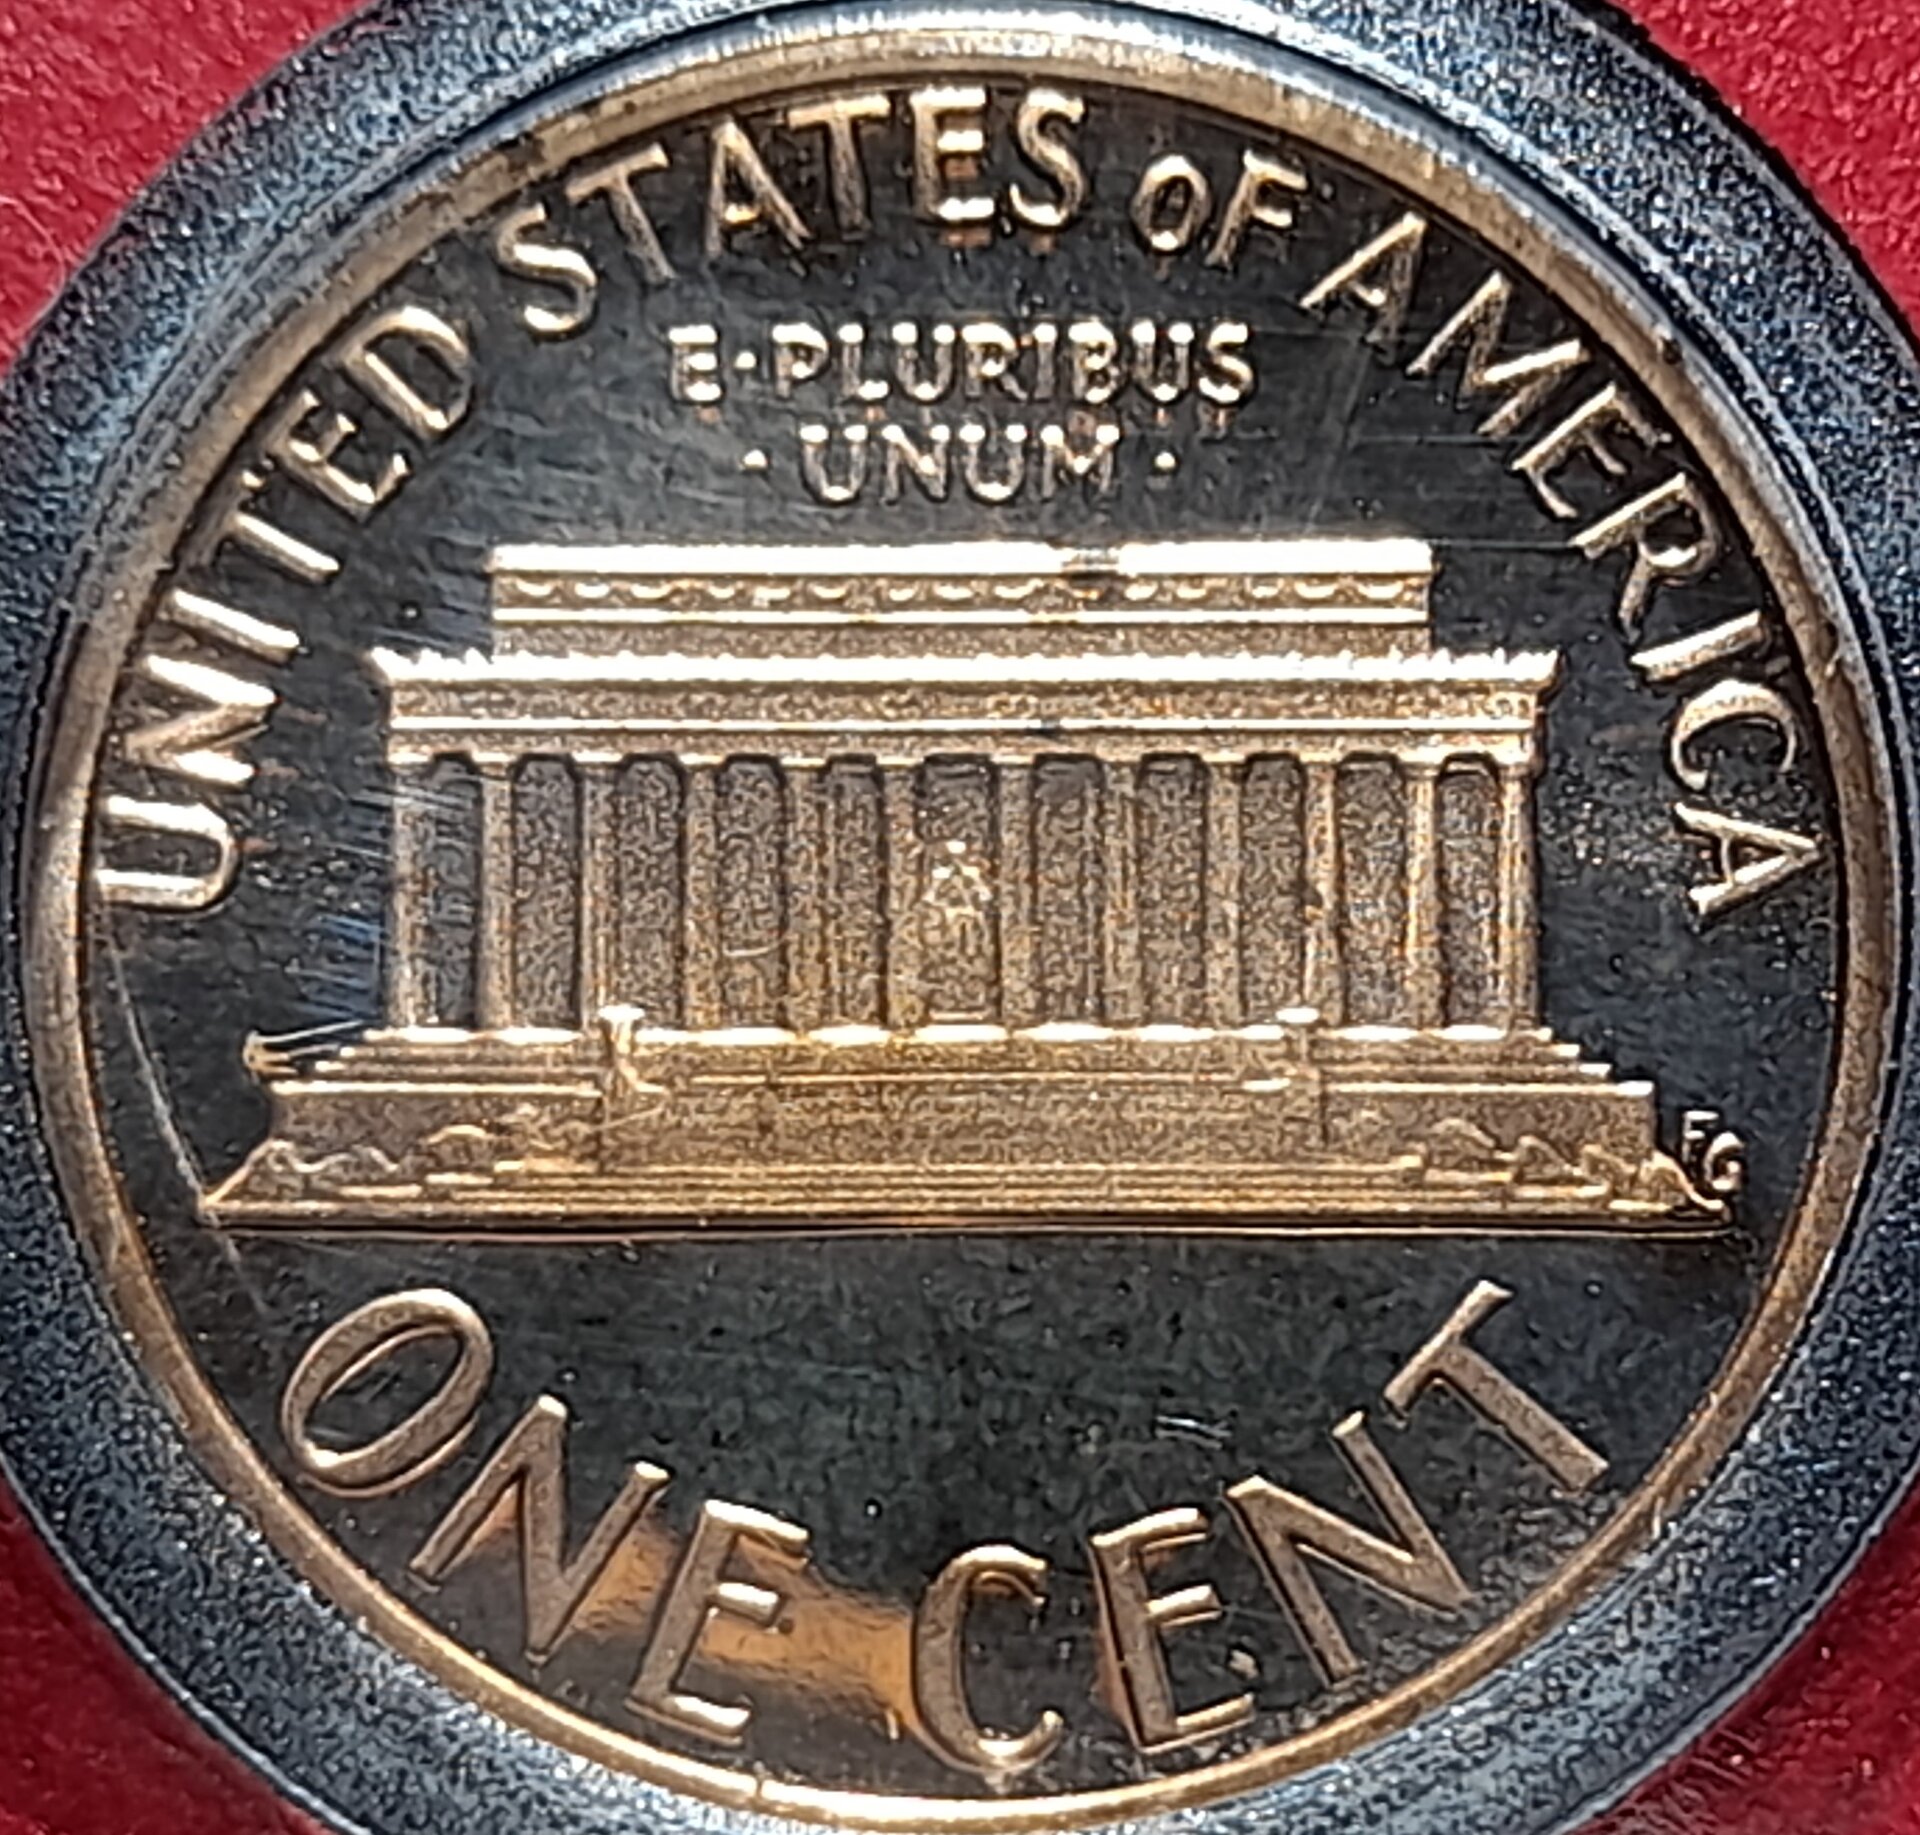 UNITED STATES OF AMERICA
E·PLURIBUS
·UNUM·
FG
ONE CENT